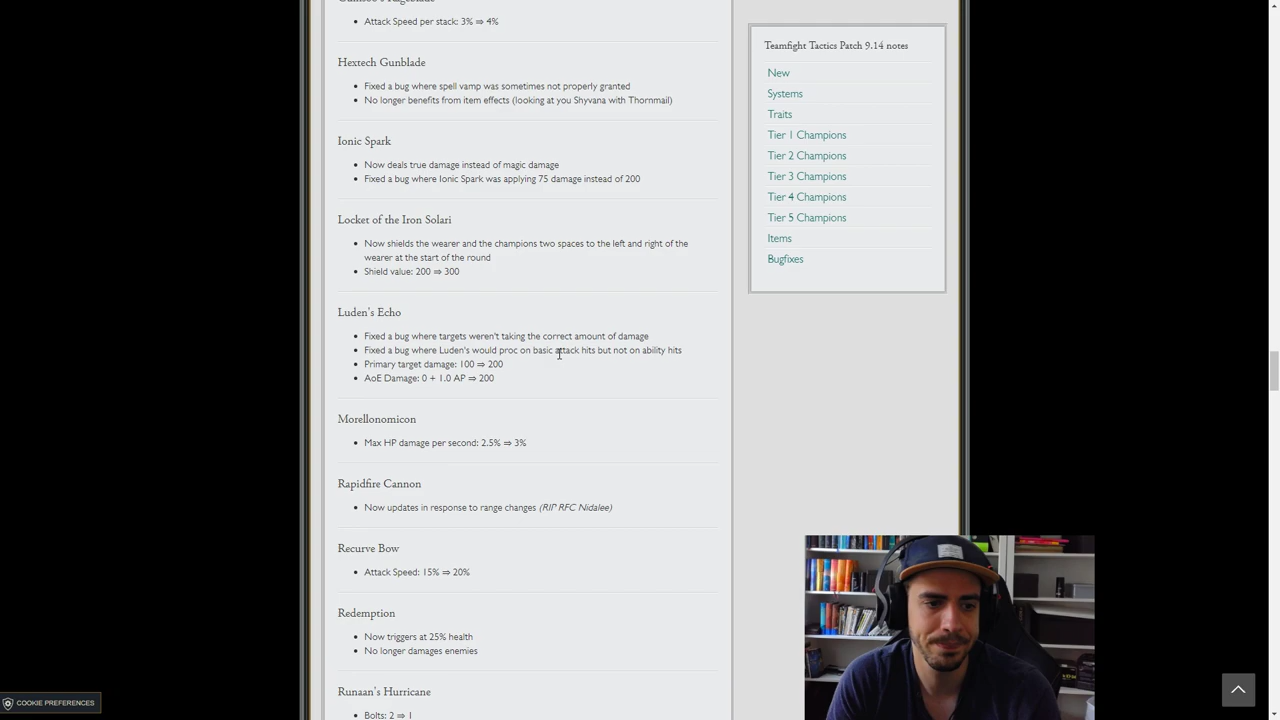 Attack Speed per stack: 3% ⇒ 4%
Hextech Gunblade
Fixed a bug where spell vamp was sometimes not properly granted
No longer benefits from item effects (looking at you Shyvana with Thornmail)
Ionic Spark
Now deals true damage instead of magic damage
Fixed a bug where Ionic Spark was applying 75 damage instead of 200
Locket of the Iron Solari
Now shields the wearer and the champions two spaces to the left and right of the
wearer at the start of the round
Shield value: 200 ⇒ 300
Luden's Echo
Fixed a bug where targets weren't taking the correct amount of damage
Fixed a bug where Luden's would proc on basic attack hits but not on ability hits
Primary target damage: 100 ⇒ 200
AoE Damage: 0 + 1.0 AP ⇒ 200
Morellonomicon
Max HP damage per second: 2.5% ⇒ 3%
Rapidfire Cannon
Now updates in response to range changes (RIP RFC Nidalee)
Recurve Bow
Attack Speed: 15% ⇒ 20%
Redemption
Now triggers at 25% health
No longer damages enemies
Runaan's Hurricane
Bolts: 2 ⇒ 1
Teamfight Tactics Patch 9.14 notes
New
Systems
Traits
Tier 1 Champions
Tier 2 Champions
Tier 3 Champions
Tier 4 Champions
Tier 5 Champions
Items
Bugfixes
COOKIE PREFERENCES